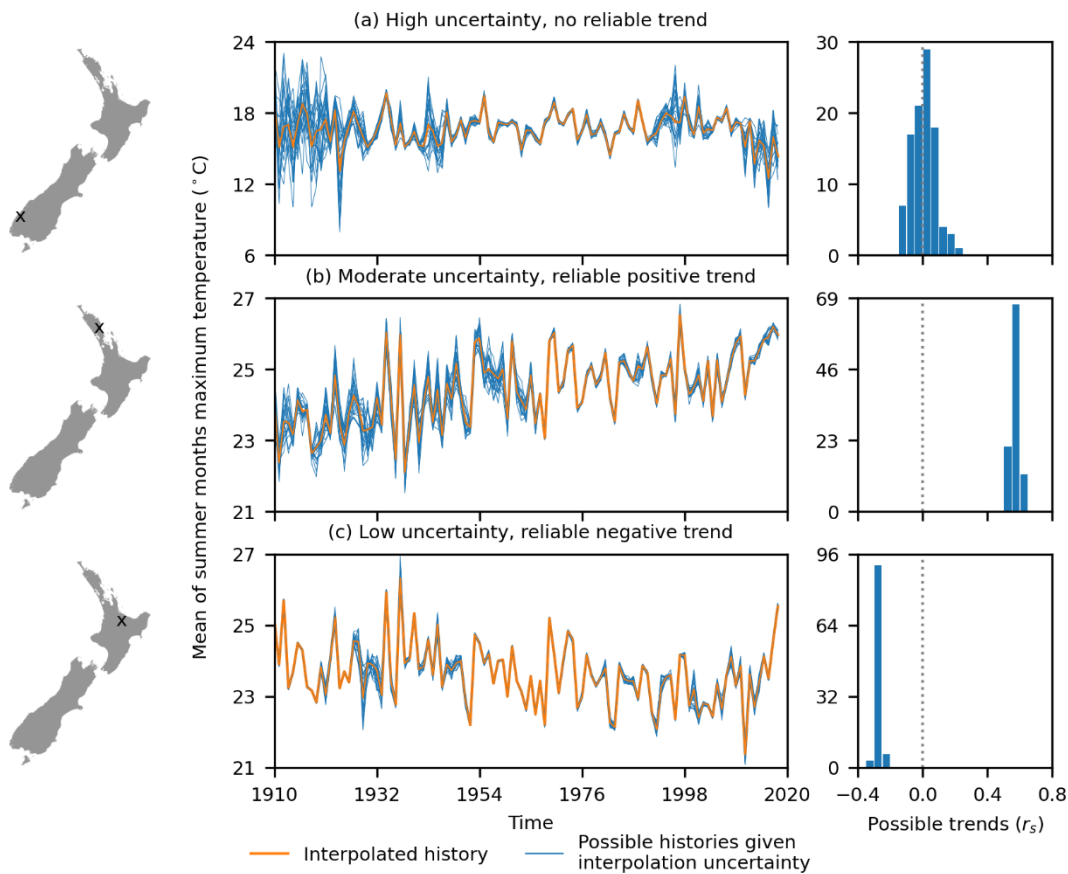 (a) High uncertainty, no reliable trend
24
18
12
6
30
20
10
0
x
(b) Moderate uncertainty, reliable positive trend
27
25
23
21
69
46
23
0
x
(c) Low uncertainty, reliable negative trend
27
25
23
21
96
64
32
0
x
Mean of summer months maximum temperature (°C)
1910 1932 1954 1976 1998 2020
Time
−0.4 0.0 0.4 0.8
Possible trends (rs)
Interpolated history
Possible histories given
interpolation uncertainty